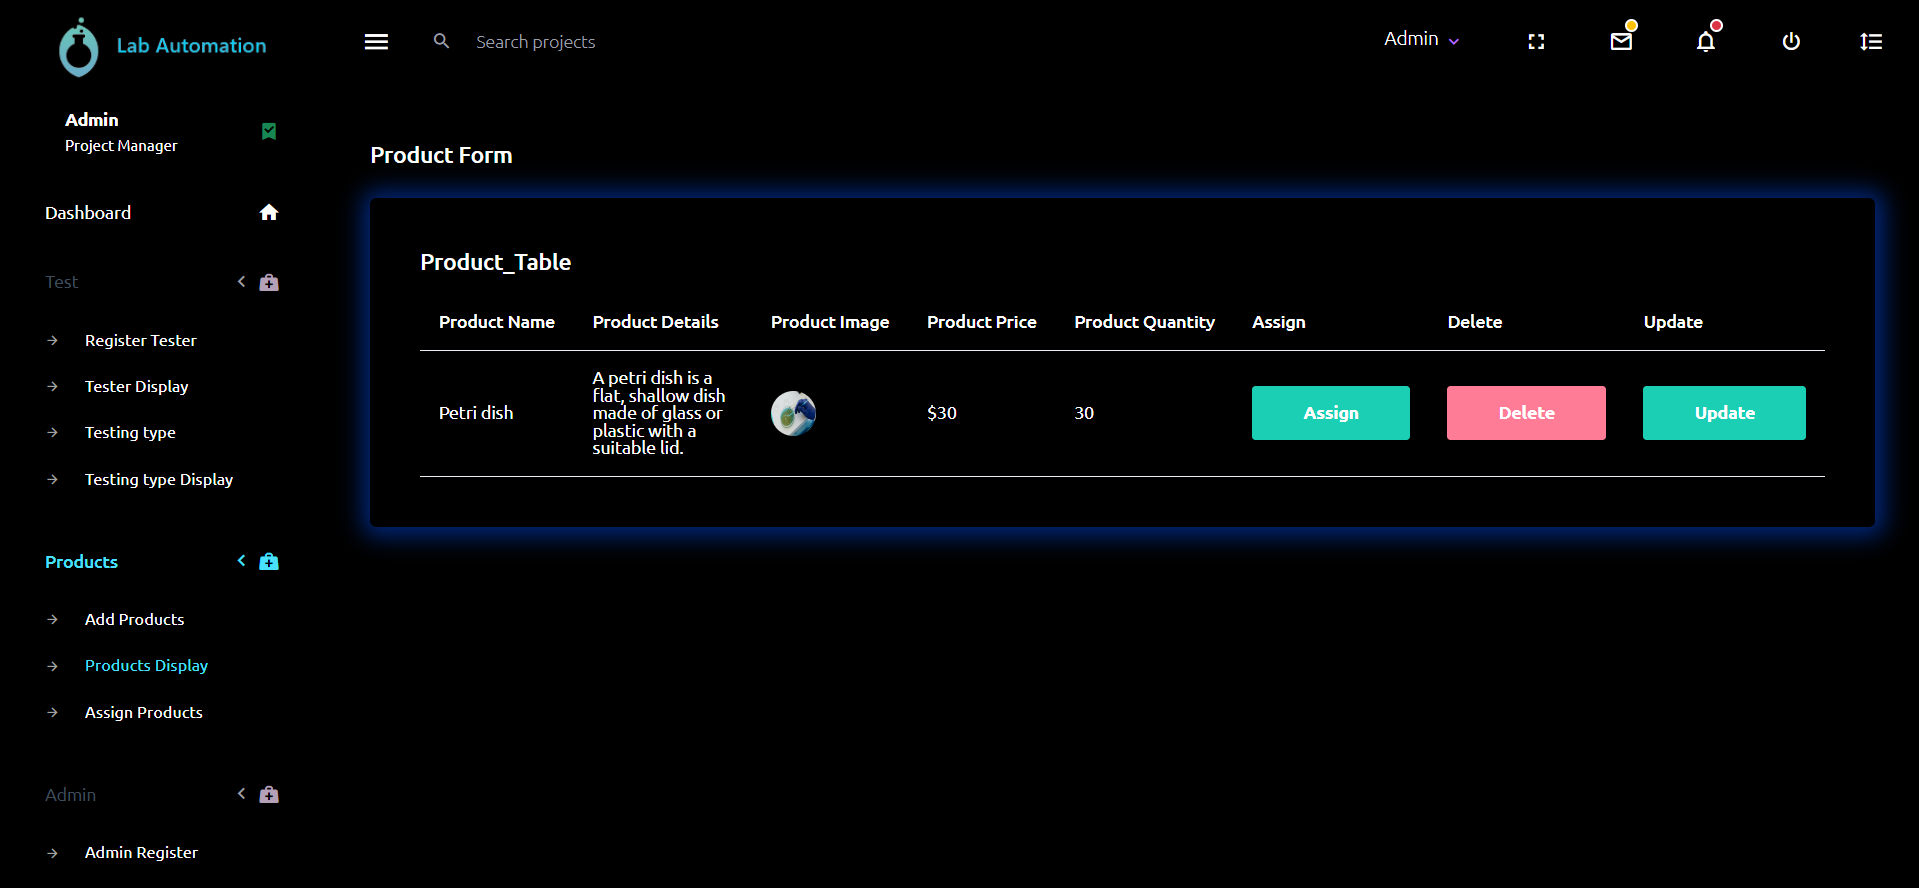 Lab Automation
Search projects
Admin
Admin
Project Manager
Dashboard
Test
Register Tester
Tester Display
Testing type
Testing type Display
Products
Add Products
Products Display
Assign Products
Admin
Admin Register
Product Form
Product_Table
Product Name Product Details Product Image Product Price Product Quantity Assign Delete Update
Petri dish
A petri dish is a
flat, shallow dish
made of glass or
plastic with a
suitable lid.
$30
30
Assign
Delete
Update